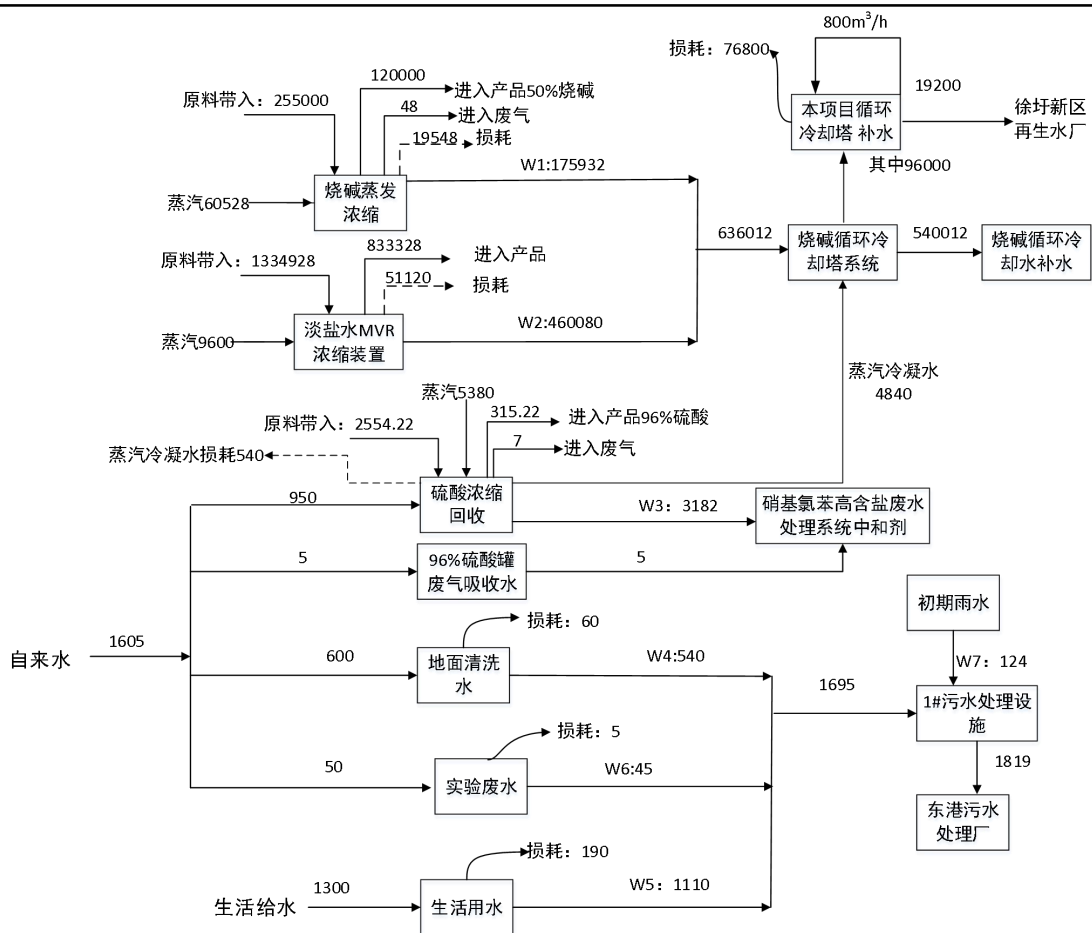 800m³/h
损耗：76800
19200
本项目循环
冷却塔 补水
徐圩新区
再生水厂
其中96000
120000
进入产品50%烧碱
原料带入：255000
48
进入废气
19548
损耗
W1:175932
烧碱蒸发
浓缩
蒸汽60528
833328
进入产品
原料带入：1334928
51120
损耗
636012
烧碱循环冷
却塔系统
540012
烧碱循环冷
却水补水
淡盐水MVR
浓缩装置
W2:460080
蒸汽9600
蒸汽冷凝水
4840
蒸汽5380
315.22
进入产品96%硫酸
原料带入：2554.22
7
进入废气
蒸汽冷凝水损耗540
硫酸浓缩
回收
950
W3：3182
硝基氯苯高含盐废水
处理系统中和剂
5
96%硫酸罐
废气吸收水
5
初期雨水
损耗：60
自来水
1605
600
地面清洗
水
W4:540
W7：124
1695
1#污水处理设
施
损耗：5
50
实验废水
W6:45
1819
东港污水
处理厂
损耗：190
生活给水
1300
生活用水
W5：1110